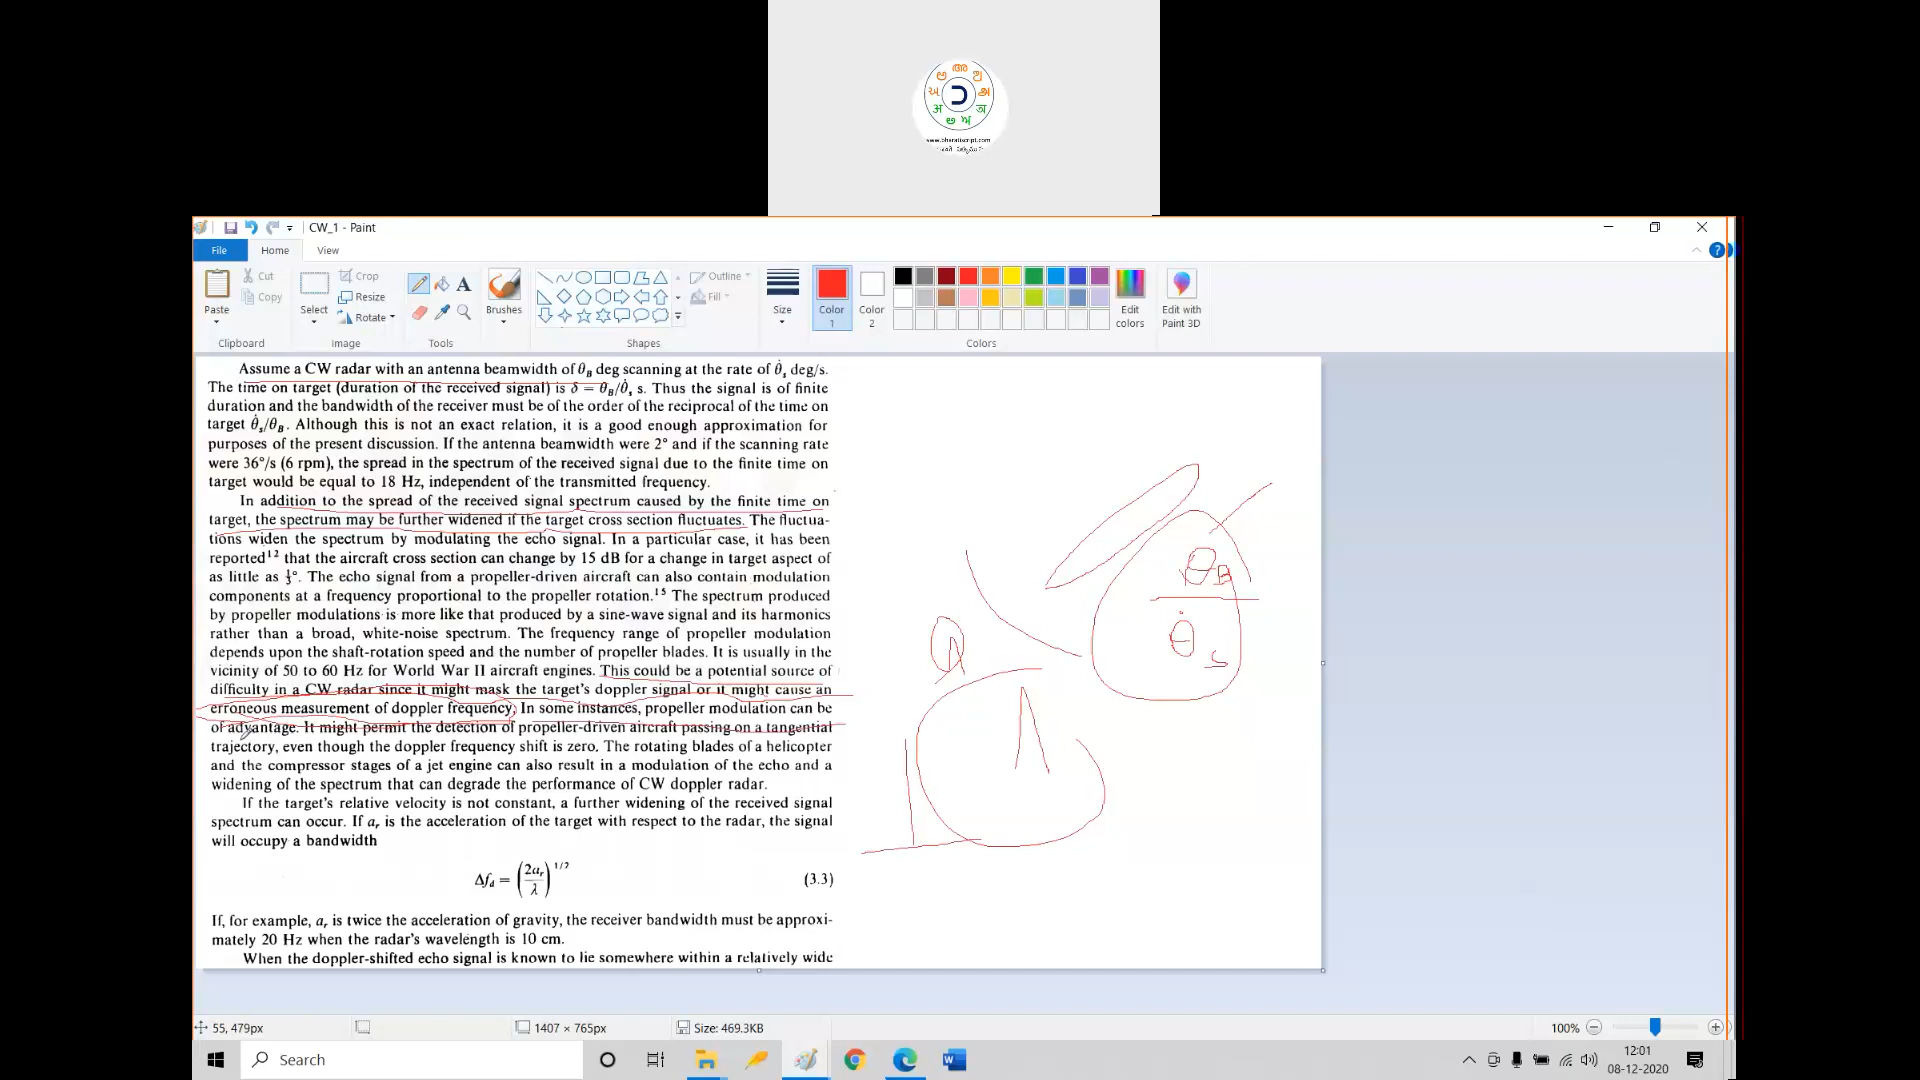 అ
അ
ಅ
અ
அ
अ
অ
ఆ
ਅ
www.bharatiscript.com
CW_1 - Paint
File
Home
View
Cut
Copy
Paste
Clipboard
Select
Crop
Resize
Rotate
Image
Tools
Brushes
Shapes
Outline
Fill
Size
Color
1
Color
2
Edit
colors
Colors
Edit with
Paint 3D
Assume a CW radar with an antenna beamwidth of θB deg scanning at the rate of θ̇s deg/s.
The time on target (duration of the received signal) is δ = θB/θ̇s s. Thus the signal is of finite
duration and the bandwidth of the receiver must be of the order of the reciprocal of the time on
target θ̇s/θB. Although this is not an exact relation, it is a good enough approximation for
purposes of the present discussion. If the antenna beamwidth were 2° and if the scanning rate
were 36°/s (6 rpm), the spread in the spectrum of the received signal due to the finite time on
target would be equal to 18 Hz, independent of the transmitted frequency.
In addition to the spread of the received signal spectrum caused by the finite time on
target, the spectrum may be further widened if the target cross section fluctuates. The fluctua-
tions widen the spectrum by modulating the echo signal. In a particular case, it has been
reported¹² that the aircraft cross section can change by 15 dB for a change in target aspect of
as little as ⅓°. The echo signal from a propeller-driven aircraft can also contain modulation
components at a frequency proportional to the propeller rotation.¹⁵ The spectrum produced
by propeller modulations is more like that produced by a sine-wave signal and its harmonics
rather than a broad, white-noise spectrum. The frequency range of propeller modulation
depends upon the shaft-rotation speed and the number of propeller blades. It is usually in the
vicinity of 50 to 60 Hz for World War II aircraft engines. This could be a potential source of
difficulty in a CW radar since it might mask the target's doppler signal or it might cause an
erroneous measurement of doppler frequency. In some instances, propeller modulation can be
of advantage. It might permit the detection of propeller-driven aircraft passing on a tangential
trajectory, even though the doppler frequency shift is zero. The rotating blades of a helicopter
and the compressor stages of a jet engine can also result in a modulation of the echo and a
widening of the spectrum that can degrade the performance of CW doppler radar.
If the target's relative velocity is not constant, a further widening of the received signal
spectrum can occur. If ar is the acceleration of the target with respect to the radar, the signal
will occupy a bandwidth
Δfd = (2ar/λ)^1/2 (3.3)
If, for example, ar is twice the acceleration of gravity, the receiver bandwidth must be approxi-
mately 20 Hz when the radar's wavelength is 10 cm.
When the doppler-shifted echo signal is known to lie somewhere within a relatively wide
θB
θ̇s
55, 479px
1407 × 765px
Size: 469.3KB
100%
Search
12:01
08-12-2020